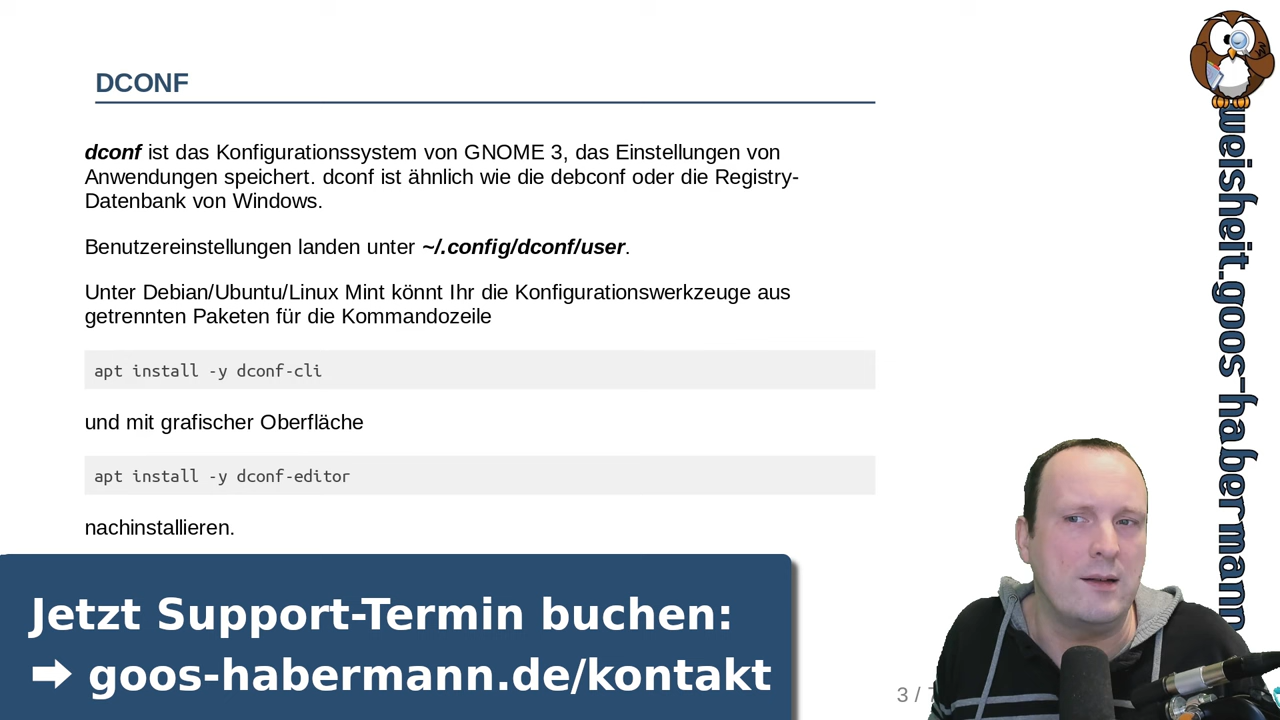 DCONF
dconf ist das Konfigurationssystem von GNOME 3, das Einstellungen von
Anwendungen speichert. dconf ist ähnlich wie die debconf oder die Registry-
Datenbank von Windows.
Benutzereinstellungen landen unter ~/.config/dconf/user.
Unter Debian/Ubuntu/Linux Mint könnt Ihr die Konfigurationswerkzeuge aus
getrennten Paketen für die Kommandozeile
apt install -y dconf-cli
und mit grafischer Oberfläche
apt install -y dconf-editor
nachinstallieren.
Jetzt Support-Termin buchen:
➡ goos-habermann.de/kontakt
3 / 7
weisheit.goos-habermann